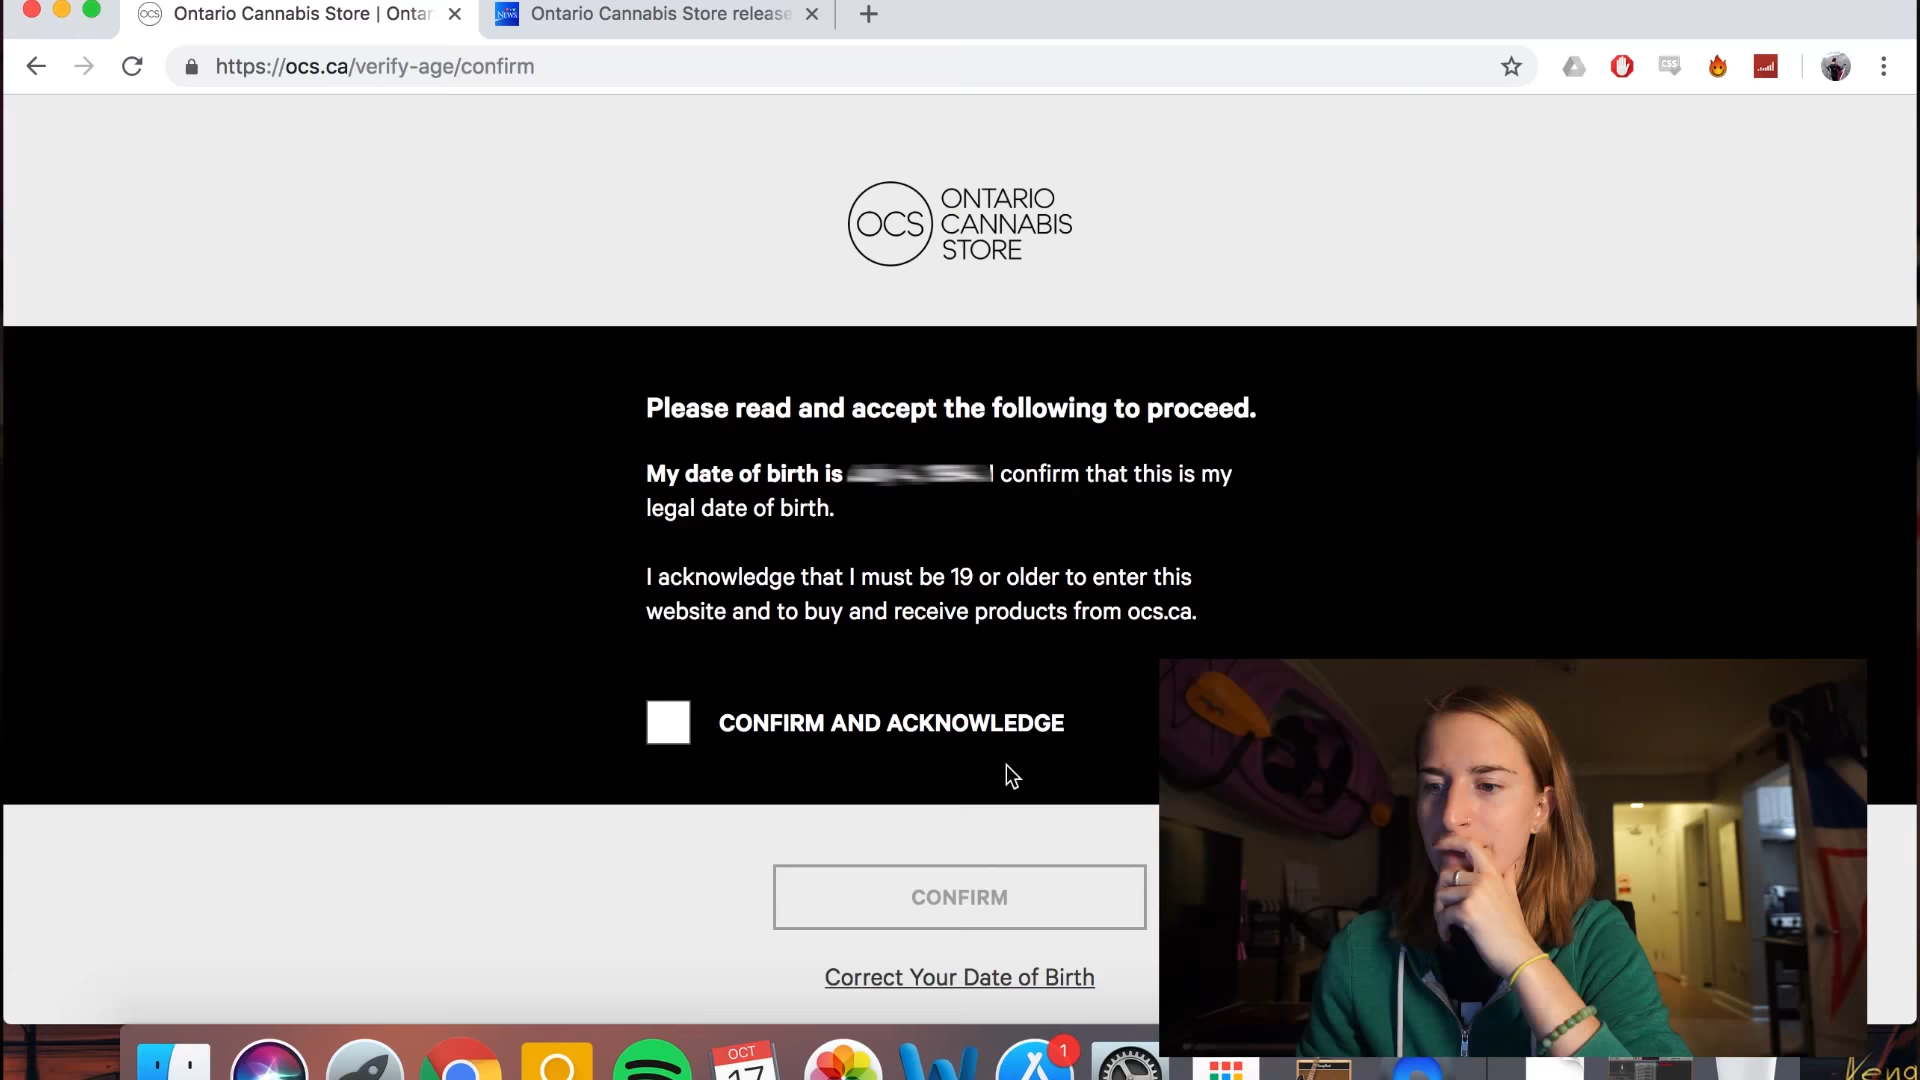 Ontario Cannabis Store | Ontar
Ontario Cannabis Store release
https://ocs.ca/verify-age/confirm
OCS
ONTARIO
CANNABIS
STORE
Please read and accept the following to proceed.
My date of birth is I confirm that this is my
legal date of birth.
I acknowledge that I must be 19 or older to enter this
website and to buy and receive products from ocs.ca.
CONFIRM AND ACKNOWLEDGE
CONFIRM
Correct Your Date of Birth
OCT
17
1